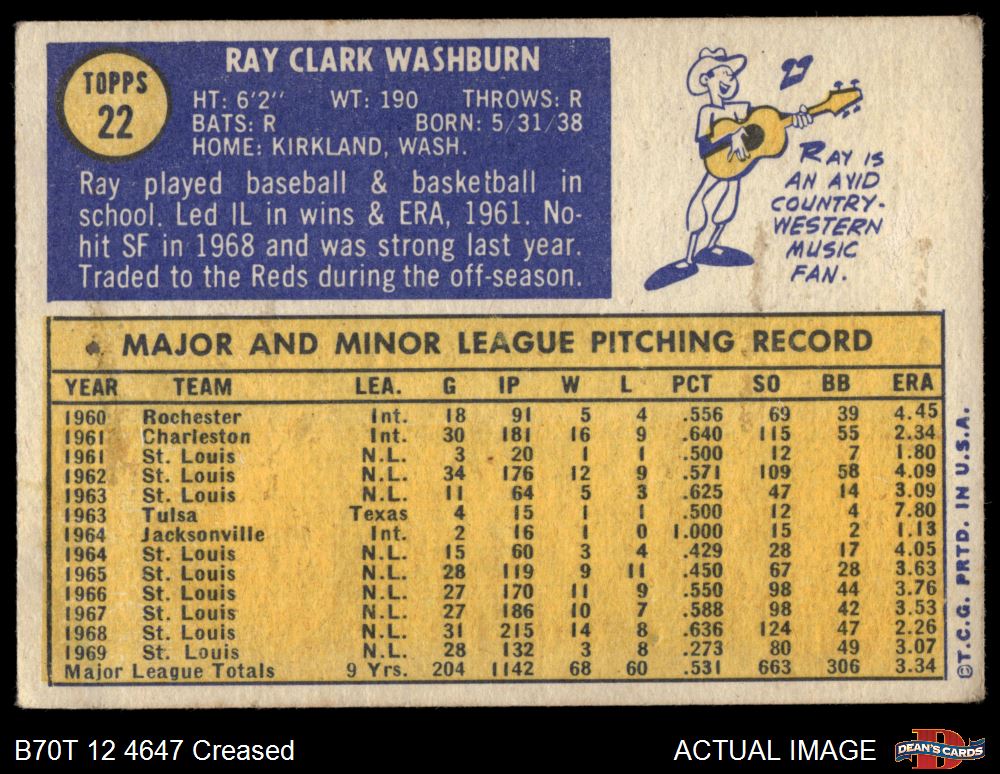 TOPPS
22
RAY CLARK WASHBURN
HT: 6'2" WT: 190 THROWS: R
BATS: R BORN: 5/31/38
HOME: KIRKLAND, WASH.
Ray played baseball & basketball in
school. Led IL in wins & ERA, 1961. No-
hit SF in 1968 and was strong last year.
Traded to the Reds during the off-season.
RAY IS
AN AVID
COUNTRY-
WESTERN
MUSIC
FAN.
MAJOR AND MINOR LEAGUE PITCHING RECORD
YEAR TEAM LEA. G IP W L PCT SO BB ERA
1960 Rochester Int. 18 91 5 4 .556 69 39 4.45
1961 Charleston Int. 30 181 16 9 .640 115 55 2.34
1961 St. Louis N.L. 3 20 1 1 .500 12 7 1.80
1962 St. Louis N.L. 34 176 12 9 .571 109 58 4.09
1963 St. Louis N.L. 11 64 5 3 .625 47 14 3.09
1963 Tulsa Texas 4 15 1 1 .500 12 4 7.80
1964 Jacksonville Int. 2 16 1 0 1.000 15 2 1.13
1964 St. Louis N.L. 15 60 3 4 .429 28 17 4.05
1965 St. Louis N.L. 28 119 9 11 .450 67 28 3.63
1966 St. Louis N.L. 27 170 11 9 .550 98 44 3.76
1967 St. Louis N.L. 27 186 10 7 .588 98 42 3.53
1968 St. Louis N.L. 31 215 14 8 .636 124 47 2.26
1969 St. Louis N.L. 28 132 3 8 .273 80 49 3.07
Major League Totals 9 Yrs. 204 1142 68 60 .531 663 306 3.34
©T.C.G. PRTD. IN U.S.A.
B70T 12 4647 Creased
ACTUAL IMAGE
D
DEAN'S CARDS